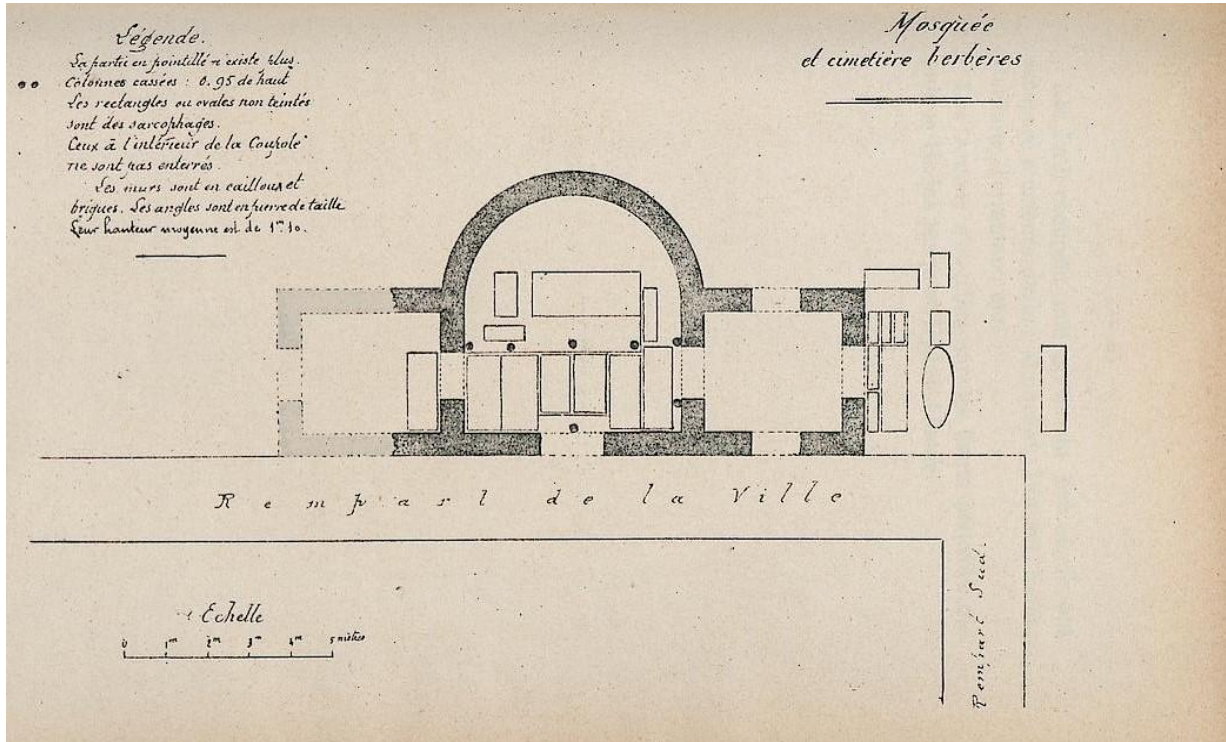 Légende.
La partie en pointillé n'existe plus.
Colonnes cassées : 0.95 de haut
Les rectangles ou ovales non teintés
sont des sarcophages.
Ceux à l'intérieur de la Coupole
ne sont pas enterrés.
Les murs sont en cailloux et
briques. Les angles sont en pierre de taille
Leur hauteur moyenne est de 1m10.
Mosquée
et cimetière berbères
Rempart de la Ville
Rempart Sud.
Echelle
0 1m 2m 3m 4m 5 mètres